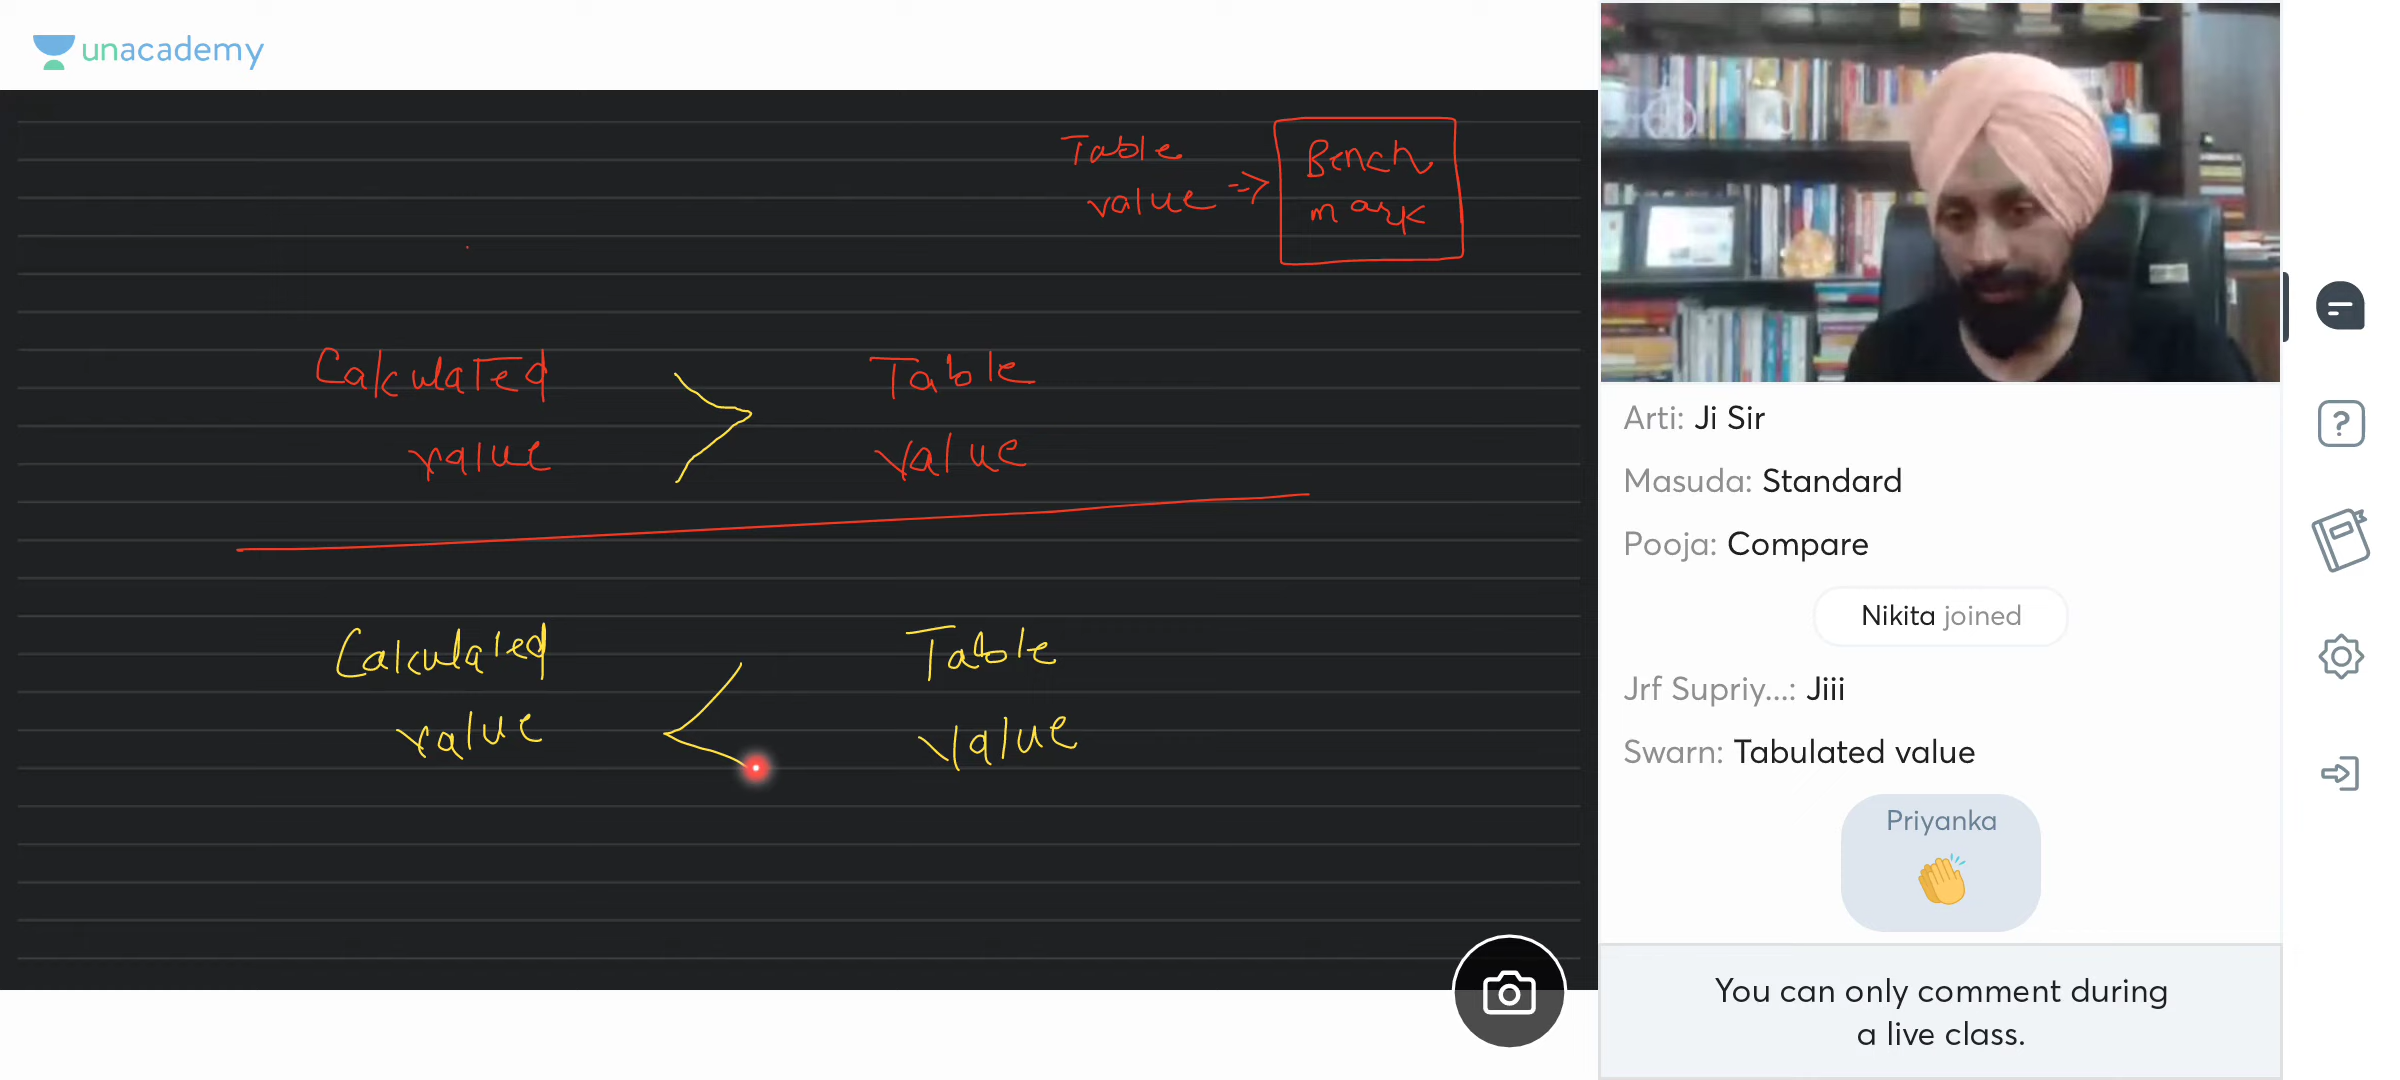 unacademy
Table
value => Bench
mark
Calculated > Table
value value
Calculated < Table
value value
Arti: Ji Sir
Masuda: Standard
Pooja: Compare
Nikita joined
Jrf Supriy...: Jiii
Swarn: Tabulated value
Priyanka
👏
You can only comment during
a live class.